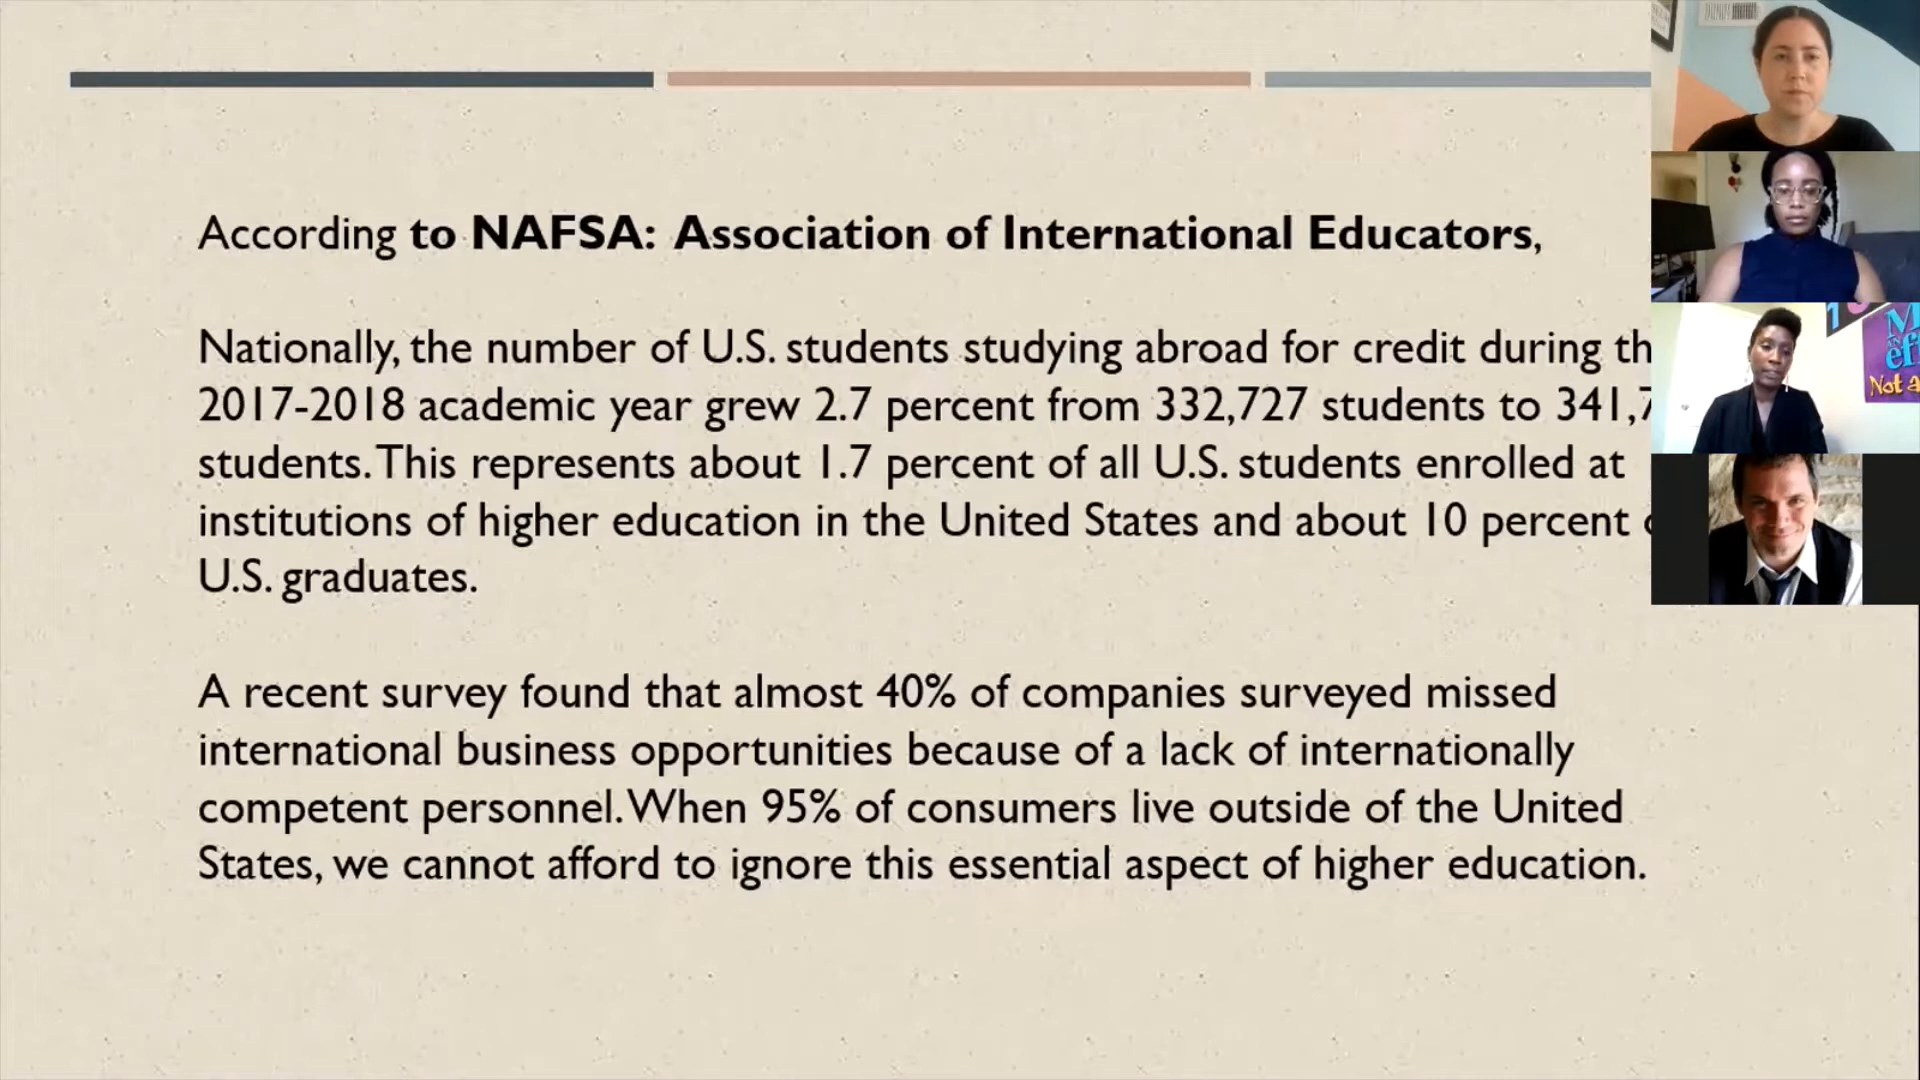 According to NAFSA: Association of International Educators,
Nationally, the number of U.S. students studying abroad for credit during th
2017-2018 academic year grew 2.7 percent from 332,727 students to 341,7
students. This represents about 1.7 percent of all U.S. students enrolled at
institutions of higher education in the United States and about 10 percent
U.S. graduates.
A recent survey found that almost 40% of companies surveyed missed
international business opportunities because of a lack of internationally
competent personnel. When 95% of consumers live outside of the United
States, we cannot afford to ignore this essential aspect of higher education.
Not a